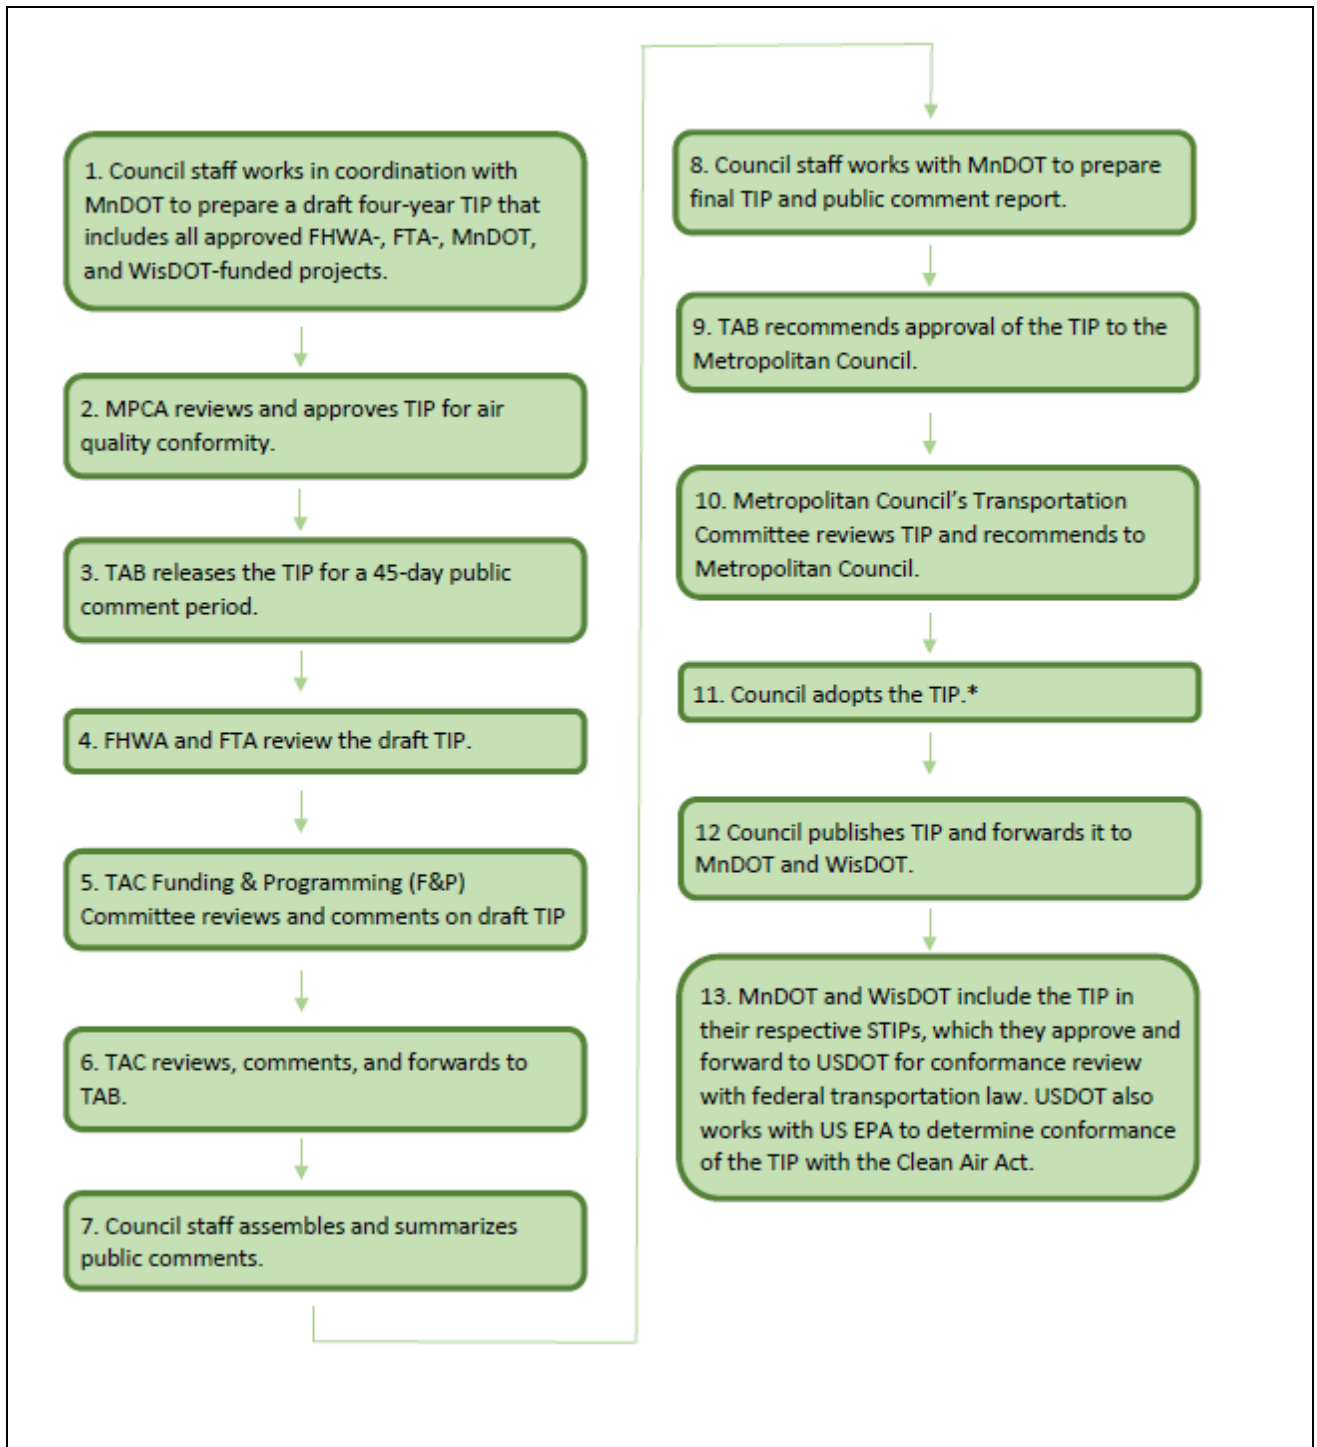 1. Council staff works in coordination with
MnDOT to prepare a draft four-year TIP that
includes all approved FHWA-, FTA-, MnDOT,
and WisDOT-funded projects.
2. MPCA reviews and approves TIP for air
quality conformity.
3. TAB releases the TIP for a 45-day public
comment period.
4. FHWA and FTA review the draft TIP.
5. TAC Funding & Programming (F&P)
Committee reviews and comments on draft TIP
6. TAC reviews, comments, and forwards to
TAB.
7. Council staff assembles and summarizes
public comments.
8. Council staff works with MnDOT to prepare
final TIP and public comment report.
9. TAB recommends approval of the TIP to the
Metropolitan Council.
10. Metropolitan Council’s Transportation
Committee reviews TIP and recommends to
Metropolitan Council.
11. Council adopts the TIP.*
12 Council publishes TIP and forwards it to
MnDOT and WisDOT.
13. MnDOT and WisDOT include the TIP in
their respective STIPs, which they approve and
forward to USDOT for conformance review
with federal transportation law. USDOT also
works with US EPA to determine conformance
of the TIP with the Clean Air Act.